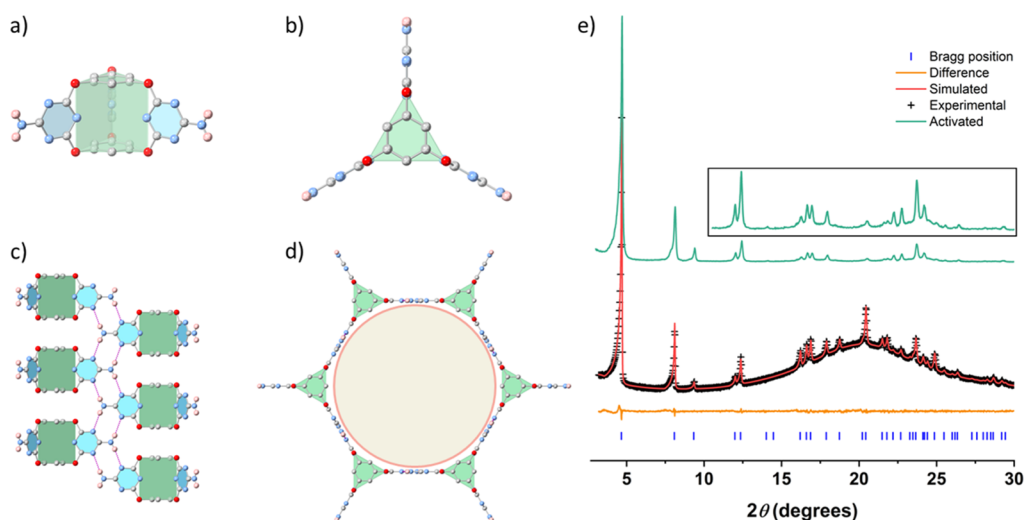 a)
b)
c)
d)
e)
Bragg position
Difference
Simulated
Experimental
Activated
5
10
15
20
25
30
2θ (degrees)